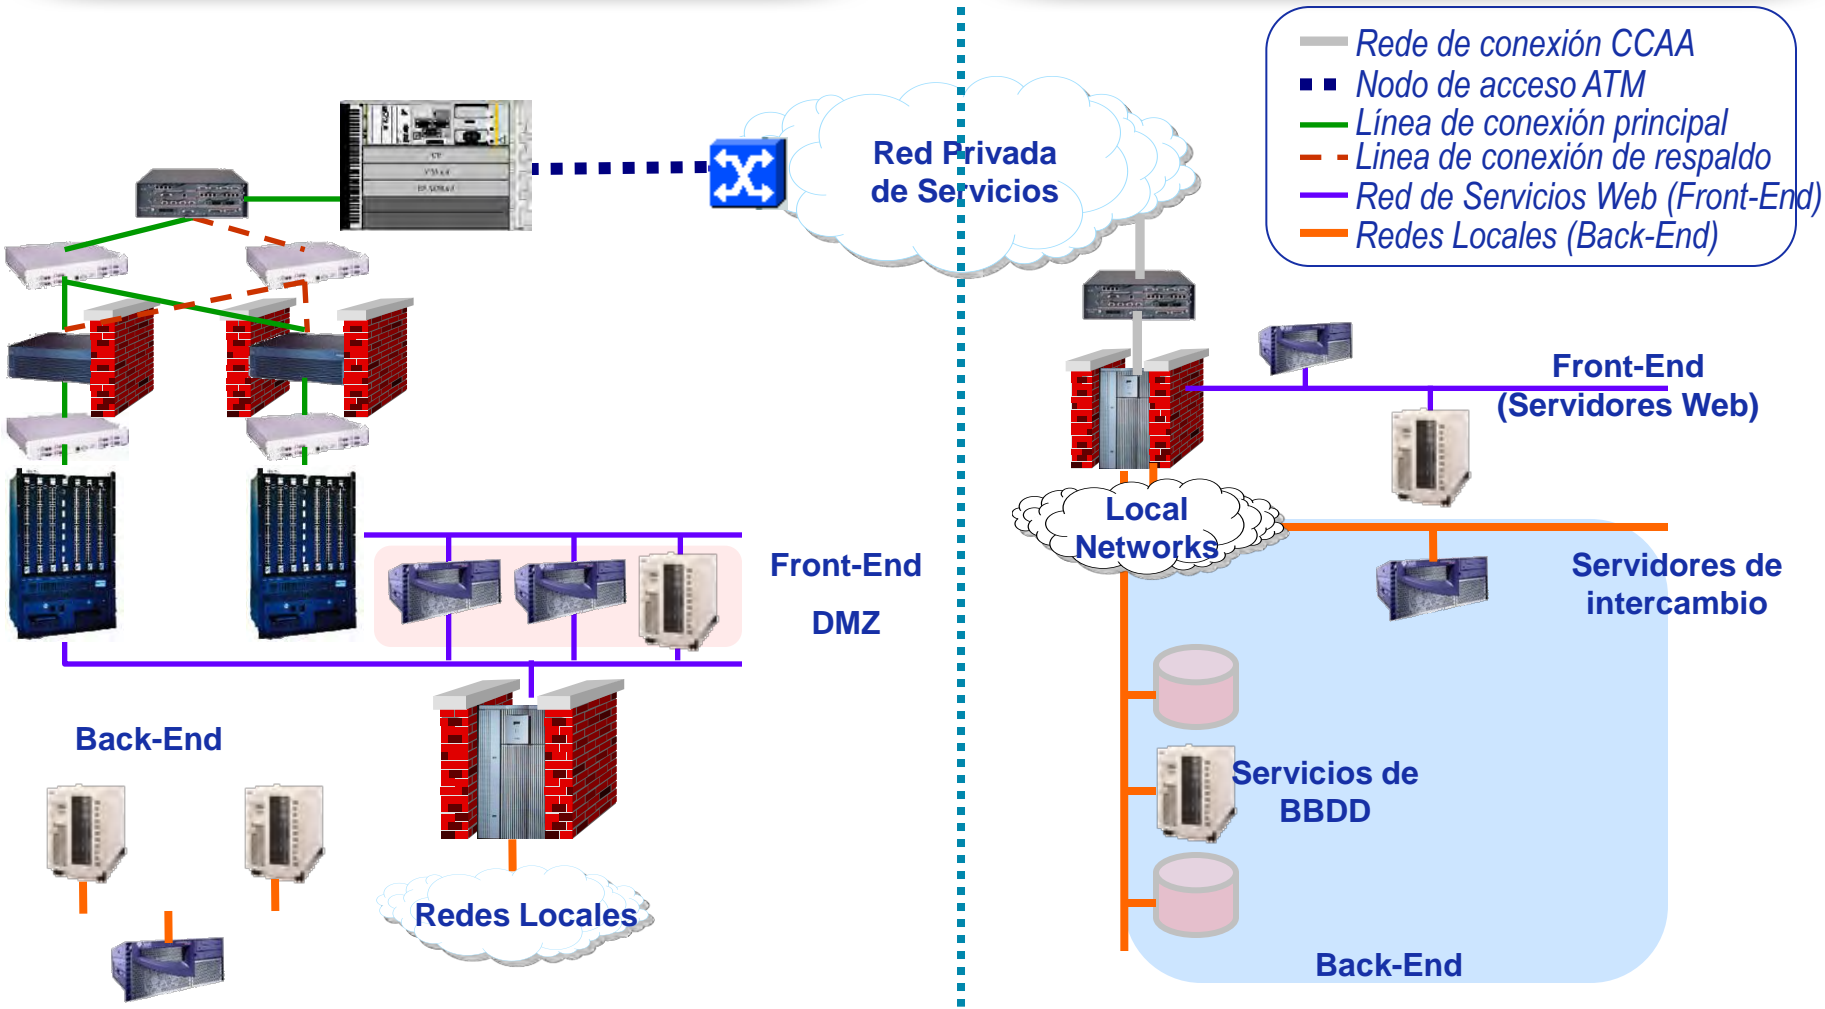 Rede de conexión CCAA
Nodo de acceso ATM
Línea de conexión principal
Linea de conexión de respaldo
Red de Servicios Web (Front-End)
Redes Locales (Back-End)
Red Privada
de Servicios
Front-End
(Servidores Web)
Local
Networks
Front-End
DMZ
Servidores de
intercambio
Back-End
Servicios de
BBDD
Redes Locales
Back-End